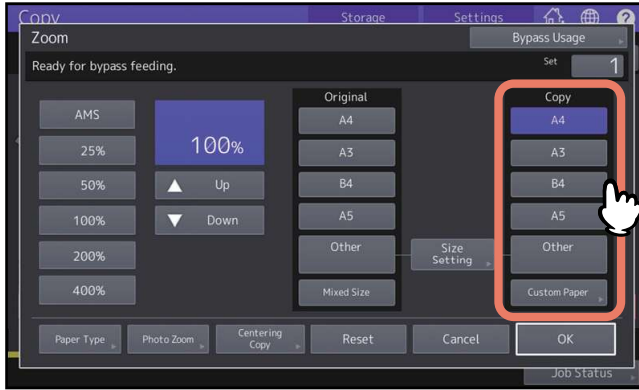 Copy
Storage
Settings
?
Zoom
Bypass Usage
Ready for bypass feeding.
Set
1
AMS
25%
50%
100%
200%
400%
100%
Up
Down
Original
A4
A3
B4
A5
Other
Mixed Size
Size
Setting
Copy
A4
A3
B4
A5
Other
Custom Paper
Paper Type
Photo Zoom
Centering
Copy
Reset
Cancel
OK
Job Status